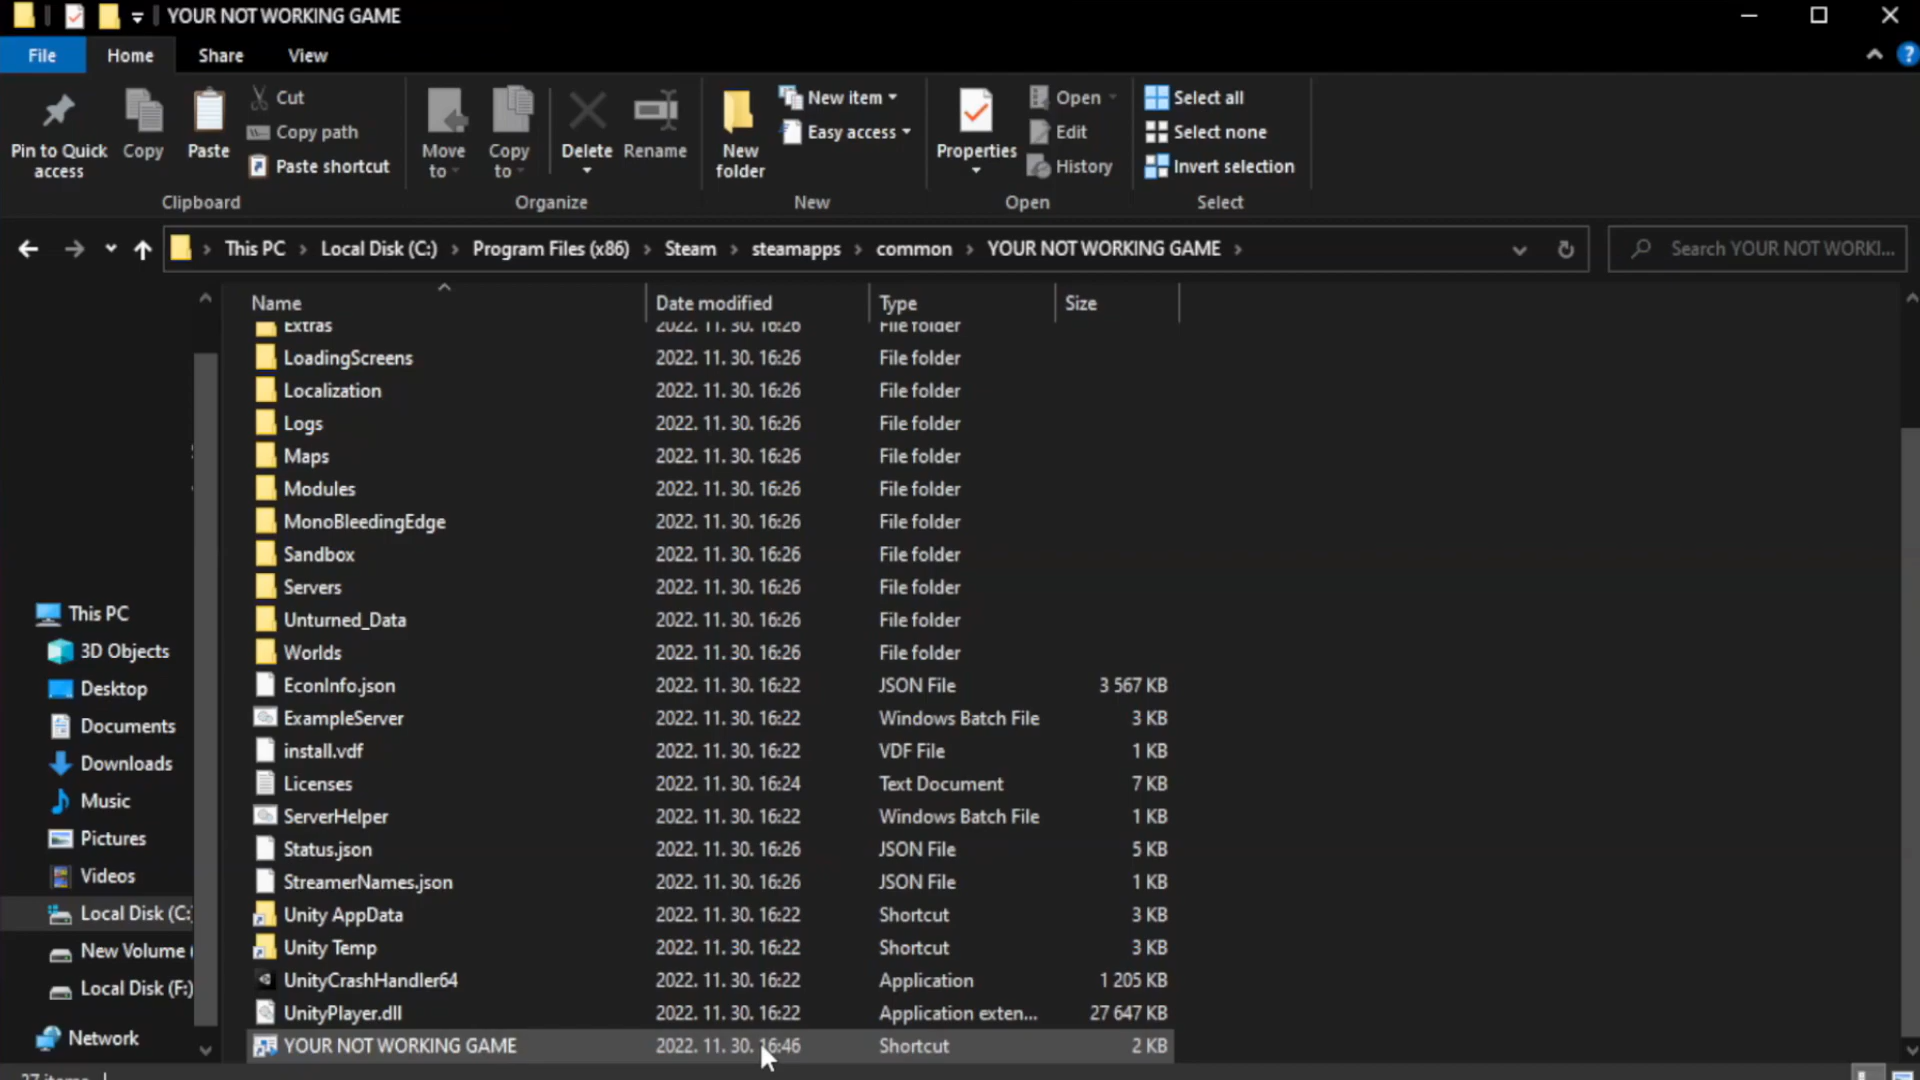 YOUR NOT WORKING GAME
File Home Share View
Pin to Quick access
Copy
Paste
Cut
Copy path
Paste shortcut
Clipboard
Move to
Copy to
Delete
Rename
Organize
New folder
New item
Easy access
New
Properties
Open
Edit
History
Open
Select all
Select none
Invert selection
Select
This PC Local Disk (C:) Program Files (x86) Steam steamapps common YOUR NOT WORKING GAME
Search YOUR NOT WORKI...
This PC
3D Objects
Desktop
Documents
Downloads
Music
Pictures
Videos
Local Disk (C:)
New Volume (
Local Disk (F:)
Network
Name Date modified Type Size
Extras 2022. 11. 30. 16:26 File folder
LoadingScreens 2022. 11. 30. 16:26 File folder
Localization 2022. 11. 30. 16:26 File folder
Logs 2022. 11. 30. 16:26 File folder
Maps 2022. 11. 30. 16:26 File folder
Modules 2022. 11. 30. 16:26 File folder
MonoBleedingEdge 2022. 11. 30. 16:26 File folder
Sandbox 2022. 11. 30. 16:26 File folder
Servers 2022. 11. 30. 16:26 File folder
Unturned_Data 2022. 11. 30. 16:26 File folder
Worlds 2022. 11. 30. 16:26 File folder
EconInfo.json 2022. 11. 30. 16:22 JSON File 3 567 KB
ExampleServer 2022. 11. 30. 16:22 Windows Batch File 3 KB
install.vdf 2022. 11. 30. 16:22 VDF File 1 KB
Licenses 2022. 11. 30. 16:24 Text Document 7 KB
ServerHelper 2022. 11. 30. 16:22 Windows Batch File 1 KB
Status.json 2022. 11. 30. 16:26 JSON File 5 KB
StreamerNames.json 2022. 11. 30. 16:26 JSON File 1 KB
Unity AppData 2022. 11. 30. 16:22 Shortcut 3 KB
Unity Temp 2022. 11. 30. 16:22 Shortcut 3 KB
UnityCrashHandler64 2022. 11. 30. 16:22 Application 1 205 KB
UnityPlayer.dll 2022. 11. 30. 16:22 Application exten... 27 647 KB
YOUR NOT WORKING GAME 2022. 11. 30. 16:46 Shortcut 2 KB